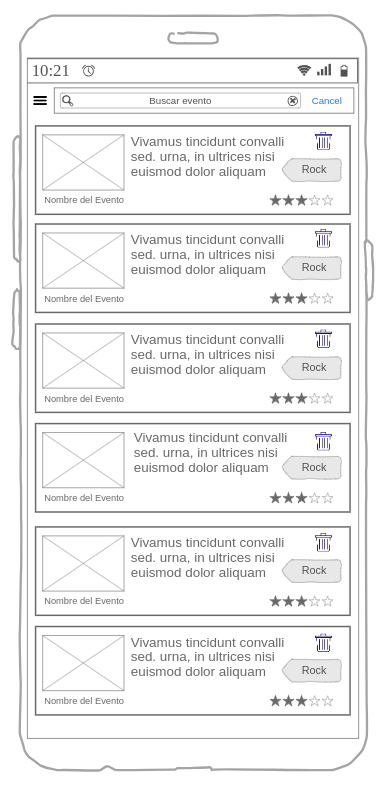 10:21
Buscar evento
Cancel
Vivamus tincidunt convalli
sed. urna, in ultrices nisi
euismod dolor aliquam
Rock
Nombre del Evento
Vivamus tincidunt convalli
sed. urna, in ultrices nisi
euismod dolor aliquam
Rock
Nombre del Evento
Vivamus tincidunt convalli
sed. urna, in ultrices nisi
euismod dolor aliquam
Rock
Nombre del Evento
Vivamus tincidunt convalli
sed. urna, in ultrices nisi
euismod dolor aliquam
Rock
Nombre del Evento
Vivamus tincidunt convalli
sed. urna, in ultrices nisi
euismod dolor aliquam
Rock
Nombre del Evento
Vivamus tincidunt convalli
sed. urna, in ultrices nisi
euismod dolor aliquam
Rock
Nombre del Evento